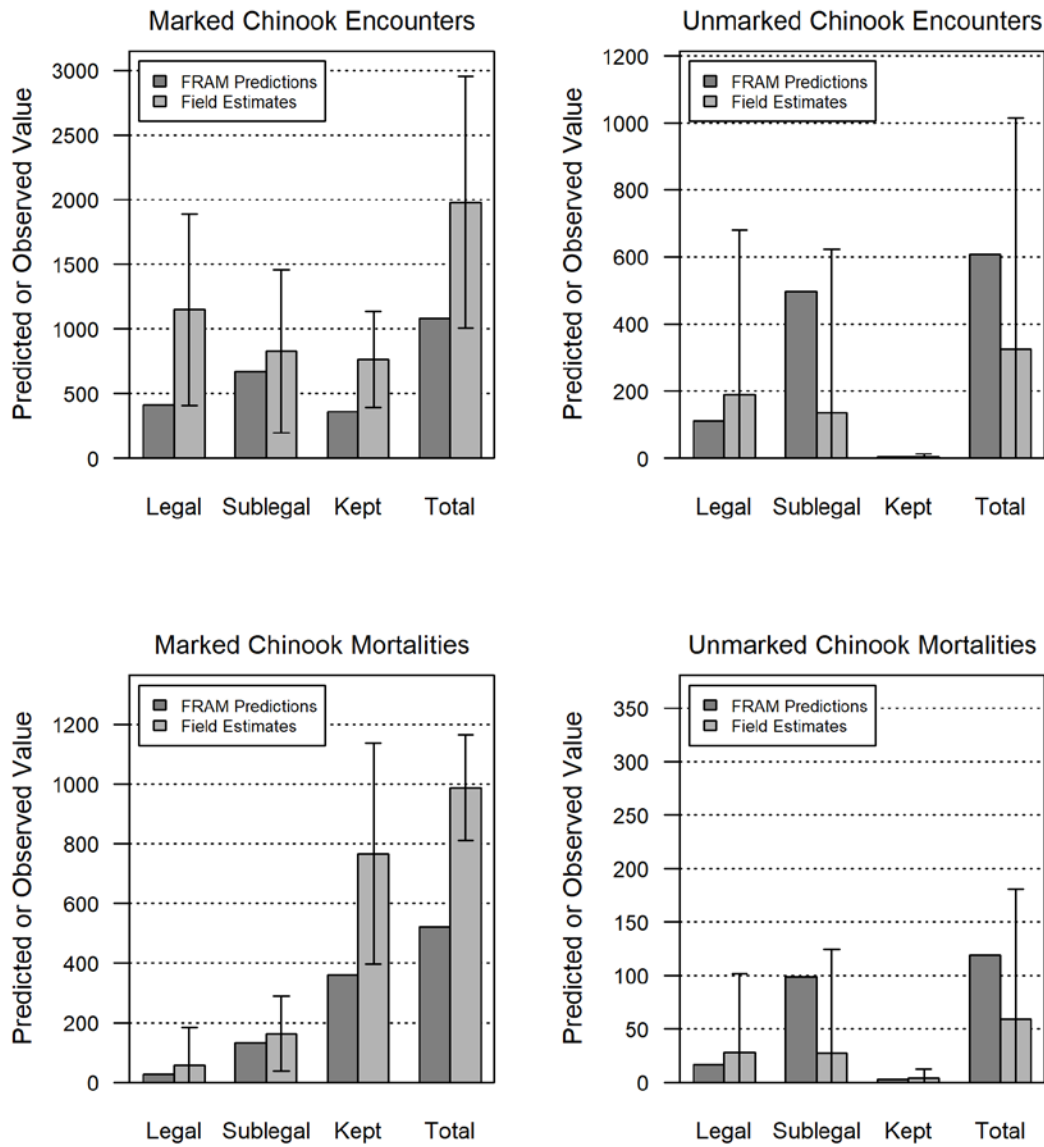 Marked Chinook Encounters
Predicted or Observed Value
3000
2500
2000
1500
1000
500
0
FRAM Predictions
Field Estimates
Legal Sublegal Kept Total
Unmarked Chinook Encounters
Predicted or Observed Value
1200
1000
800
600
400
200
0
FRAM Predictions
Field Estimates
Legal Sublegal Kept Total
Marked Chinook Mortalities
Predicted or Observed Value
1200
1000
800
600
400
200
0
FRAM Predictions
Field Estimates
Legal Sublegal Kept Total
Unmarked Chinook Mortalities
Predicted or Observed Value
350
300
250
200
150
100
50
0
FRAM Predictions
Field Estimates
Legal Sublegal Kept Total